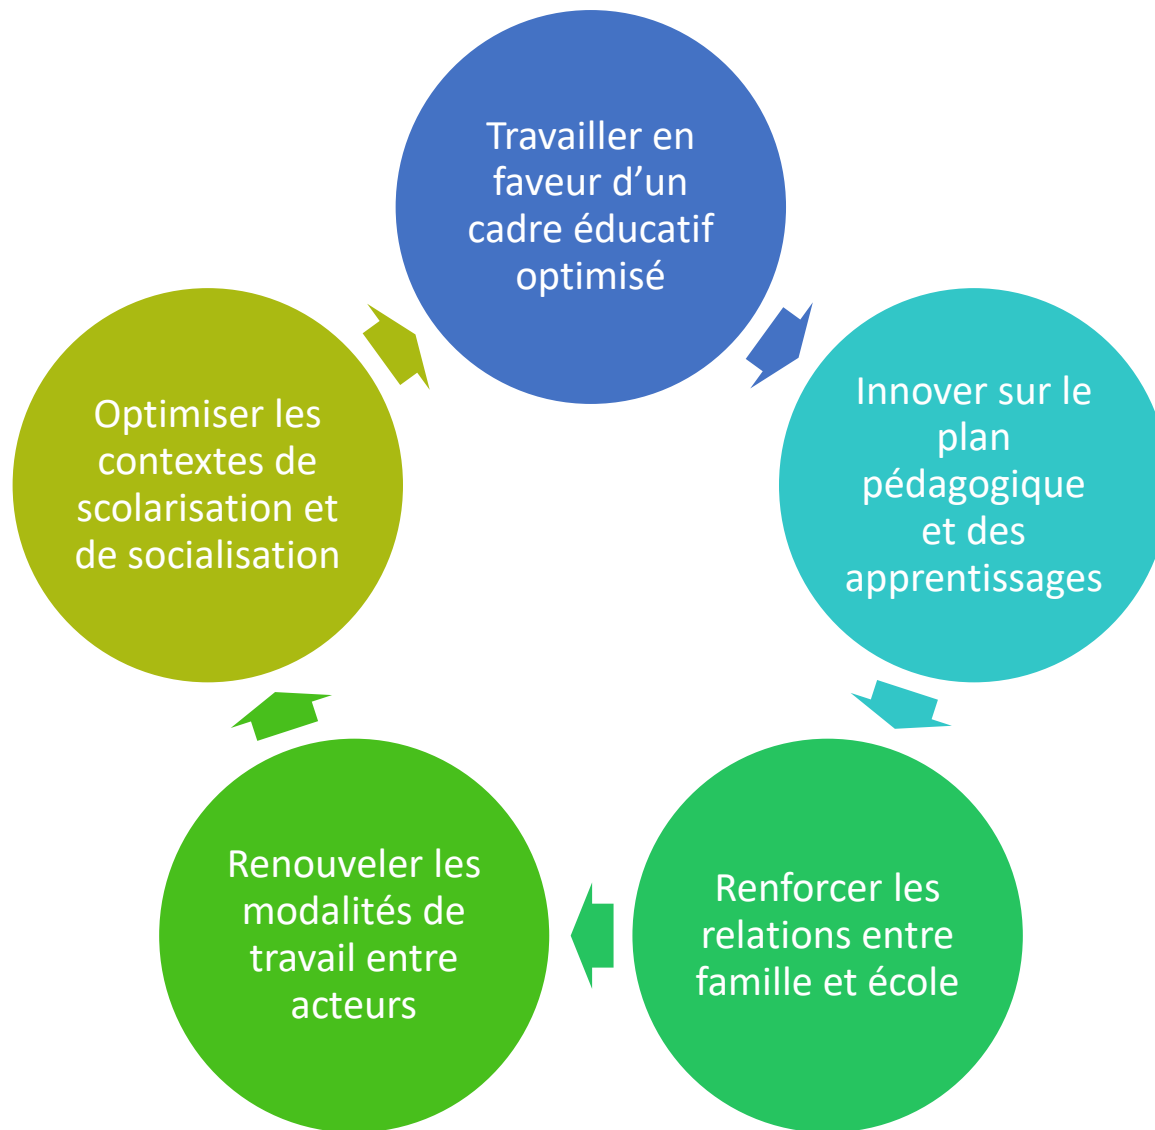 Travailler en
faveur d’un
cadre éducatif
optimisé
Innover sur le
plan
pédagogique
et des
apprentissages
Renforcer les
relations entre
famille et école
Renouveler les
modalités de
travail entre
acteurs
Optimiser les
contextes de
scolarisation et
de socialisation